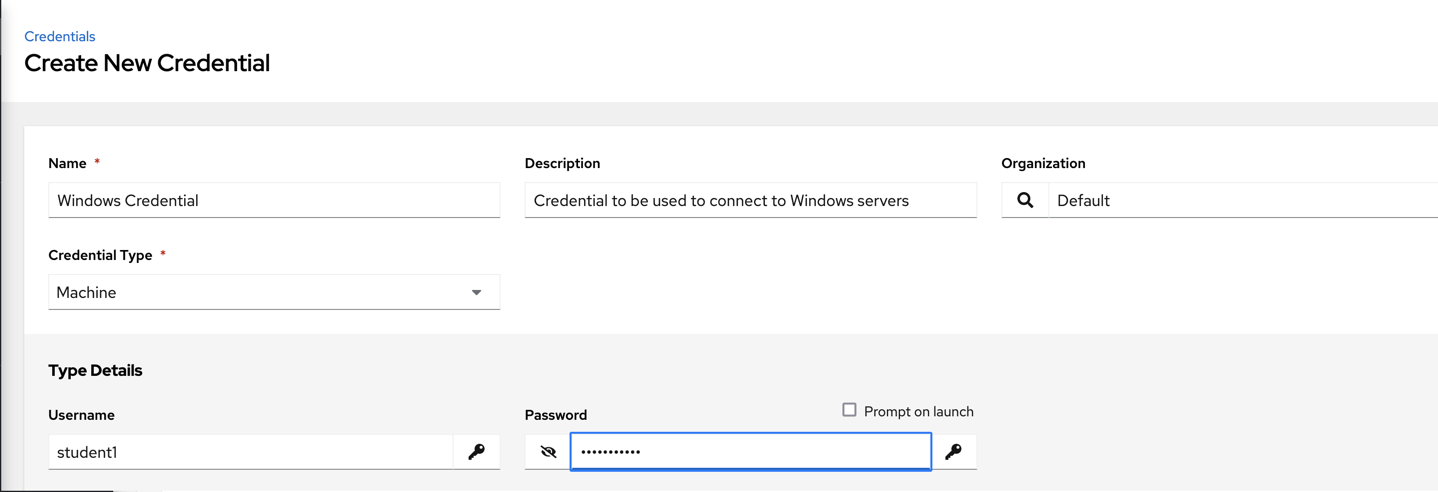 Credentials
Create New Credential
Name *
Description
Organization
Windows Credential
Credential to be used to connect to Windows servers
Default
Credential Type *
Machine
Type Details
Username
Password
Prompt on launch
student1
•••••••••••